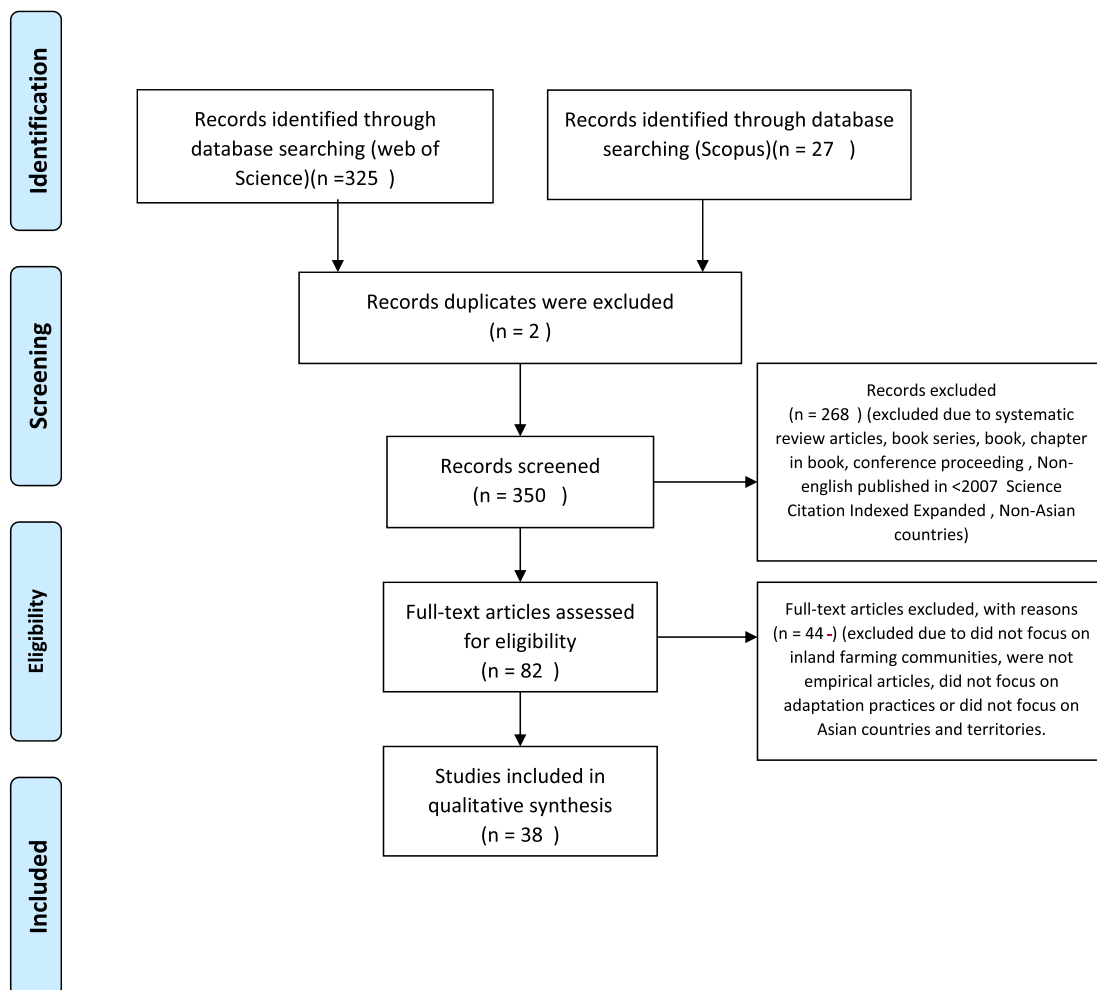 Identification
Records identified through
database searching (web of
Science)(n =325  )
Records identified through database
searching (Scopus)(n = 27   )
Screening
Records duplicates were excluded
(n = 2 )
Records screened
(n = 350   )
Records excluded
(n = 268  ) (excluded due to systematic
review articles, book series, book, chapter
in book, conference proceeding , Non-
english published in <2007  Science
Citation Indexed Expanded , Non-Asian
countries)
Eligibility
Full-text articles assessed
for eligibility
(n = 82   )
Full-text articles excluded, with reasons
(n = 44 -) (excluded due to did not focus on
inland farming communities, were not
empirical articles, did not focus on
adaptation practices or did not focus on
Asian countries and territories.
Included
Studies included in
qualitative synthesis
(n = 38  )